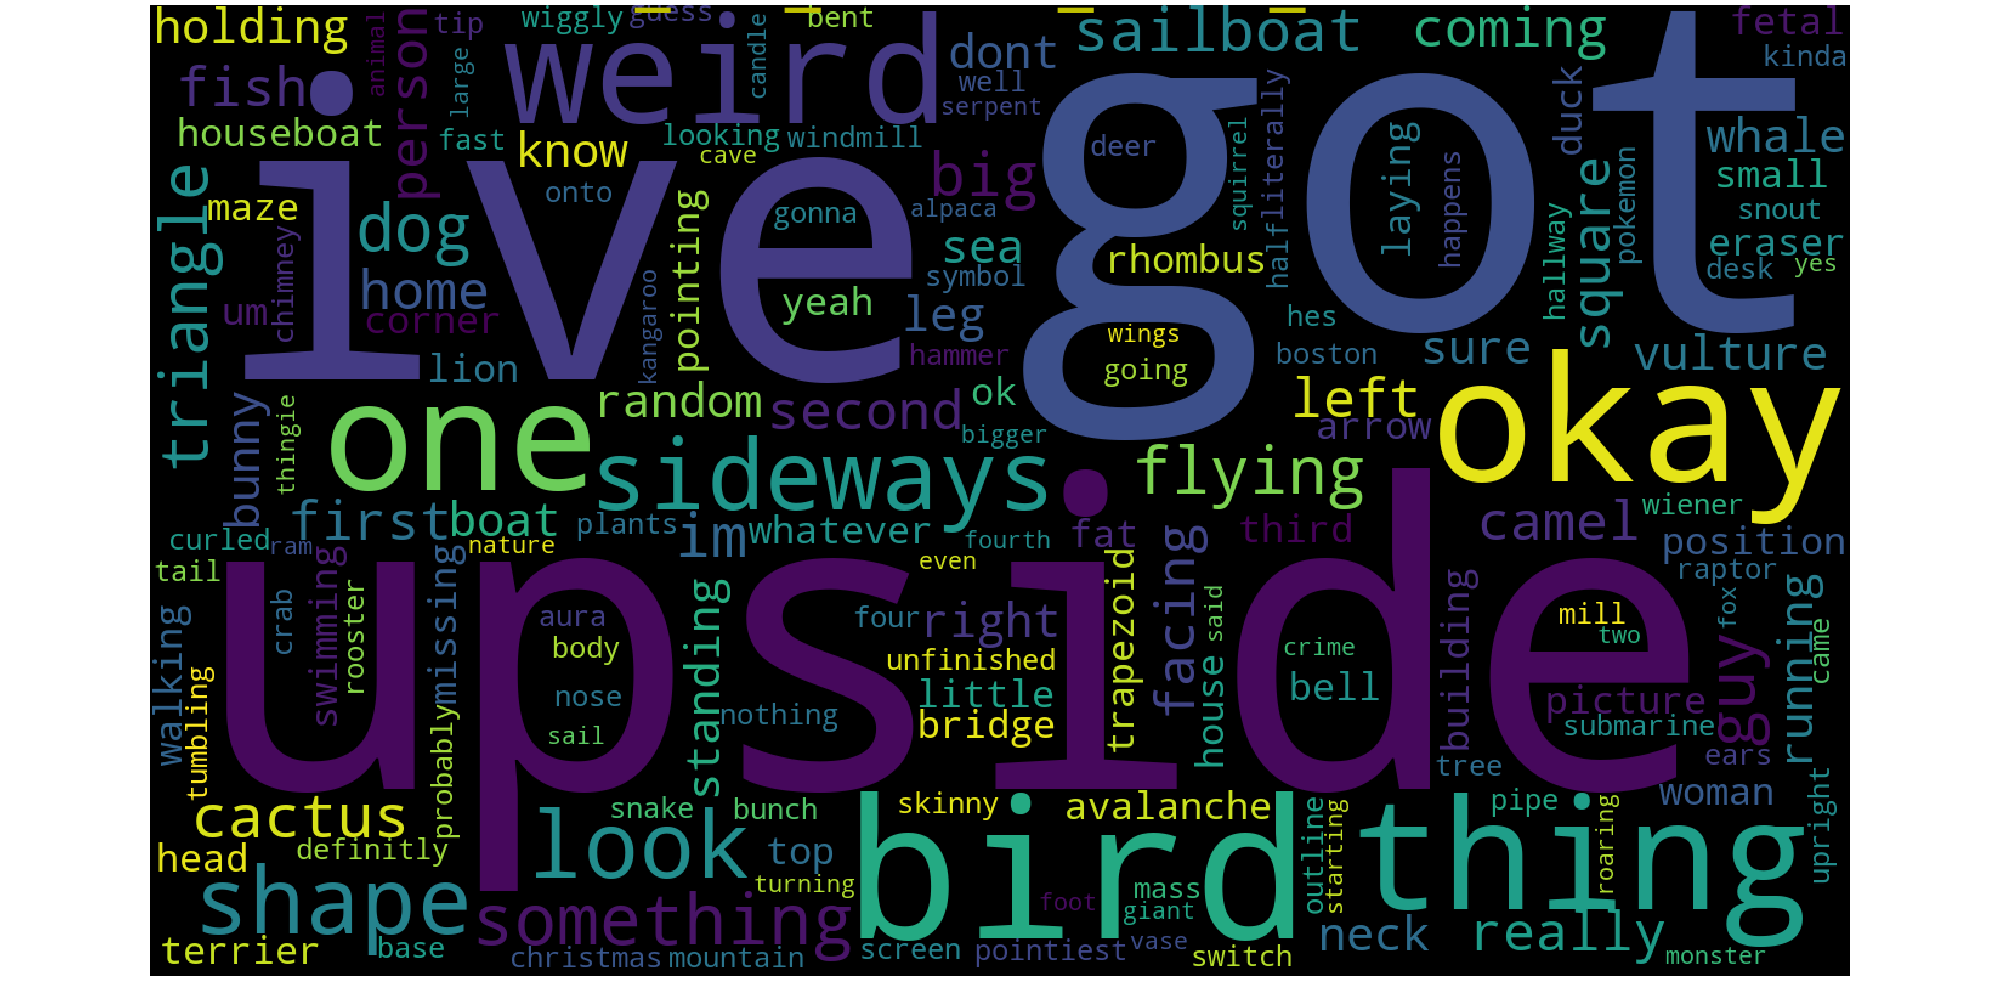 holding
person
tip
wiggly
guess
bent
candle
animal
large
weird
dont
well
serpent
sailboat
coming
fetal
kinda
fish
houseboat
fast
know
looking
windmill
cave
onto
ive
got
deer
squirrel
halfliterally
laying
happens
duck
whale
small
snout
pokemon
eraser
desk
yes
square
hallway
triangle
maze
dog
home
um
chimney
corner
pointing
kangaroo
gonna
yeah
big
alpaca
sea
symbol
leg
hammer
rhombus
wings
going
hes
boston
sure
vulture
lion
bunny
thingie
one
random
second
ok
bigger
left
arrow
okay
sideways
flying
first
boat
plants
im
whatever
fourth
fat
third
camel
wiener
position
raptor
curled
ram
tail
nature
even
swimming
missing
upside
walking
crab
rooster
tumbling
probably
aura
body
nose
sail
standing
nothing
four
right
unfinished
little
bridge
trapezoid
facing
said
house
crime
bell
building
mill
two
fox
picture
submarine
guy
running
came
ears
tree
woman
cactus
definitly
head
snake
bunch
look
top
turning
skinny
avalanche
bird
outline
starting
pipe
thing
roaring
upright
shape
something
foot
mass
giant
terrier
base
christmas
mountain
screen
pointiest
vase
switch
neck
really
monster